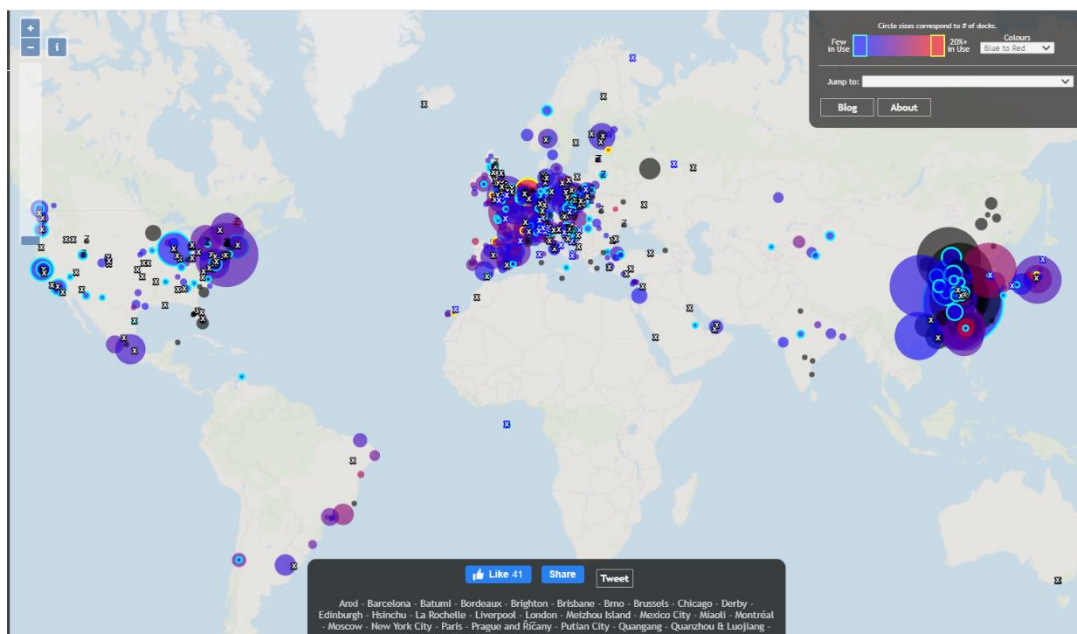 +
−
i
Circle sizes correspond to # of docks.
Few in Use
20%+ in Use
Colours
Blue to Red
Jump to:
Blog
About
Like 41
Share
Tweet
Anxi - Barcelona - Batumi - Bordeaux - Brighton - Brisbane - Brno - Brussels - Chicago - Derby -
Edinburgh - Hsinchu - La Rochelle - Liverpool - London - Meizhou Island - Mexico City - Miaoli - Montréal
- Moscow - New York City - Paris - Prague and Říčany - Putian City - Quangang - Quanzhou & Luojiang -